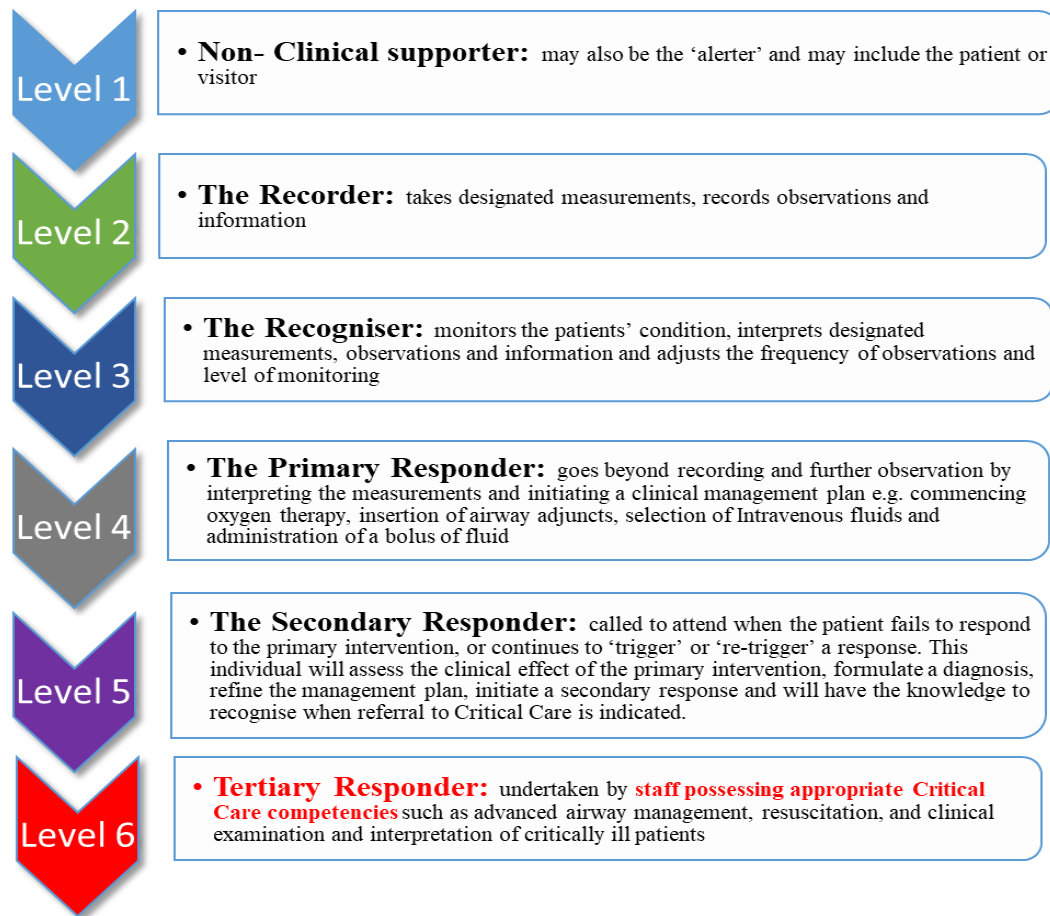 Level 1
• Non- Clinical supporter: may also be the ‘alerter’ and may include the patient or
visitor
Level 2
• The Recorder: takes designated measurements, records observations and
information
Level 3
• The Recogniser: monitors the patients’ condition, interprets designated
measurements, observations and information and adjusts the frequency of observations and
level of monitoring
Level 4
• The Primary Responder: goes beyond recording and further observation by
interpreting the measurements and initiating a clinical management plan e.g. commencing
oxygen therapy, insertion of airway adjuncts, selection of Intravenous fluids and
administration of a bolus of fluid
Level 5
• The Secondary Responder: called to attend when the patient fails to respond
to the primary intervention, or continues to ‘trigger’ or ‘re-trigger’ a response. This
individual will assess the clinical effect of the primary intervention, formulate a diagnosis,
refine the management plan, initiate a secondary response and will have the knowledge to
recognise when referral to Critical Care is indicated.
Level 6
• Tertiary Responder: undertaken by staff possessing appropriate Critical
Care competencies such as advanced airway management, resuscitation, and clinical
examination and interpretation of critically ill patients